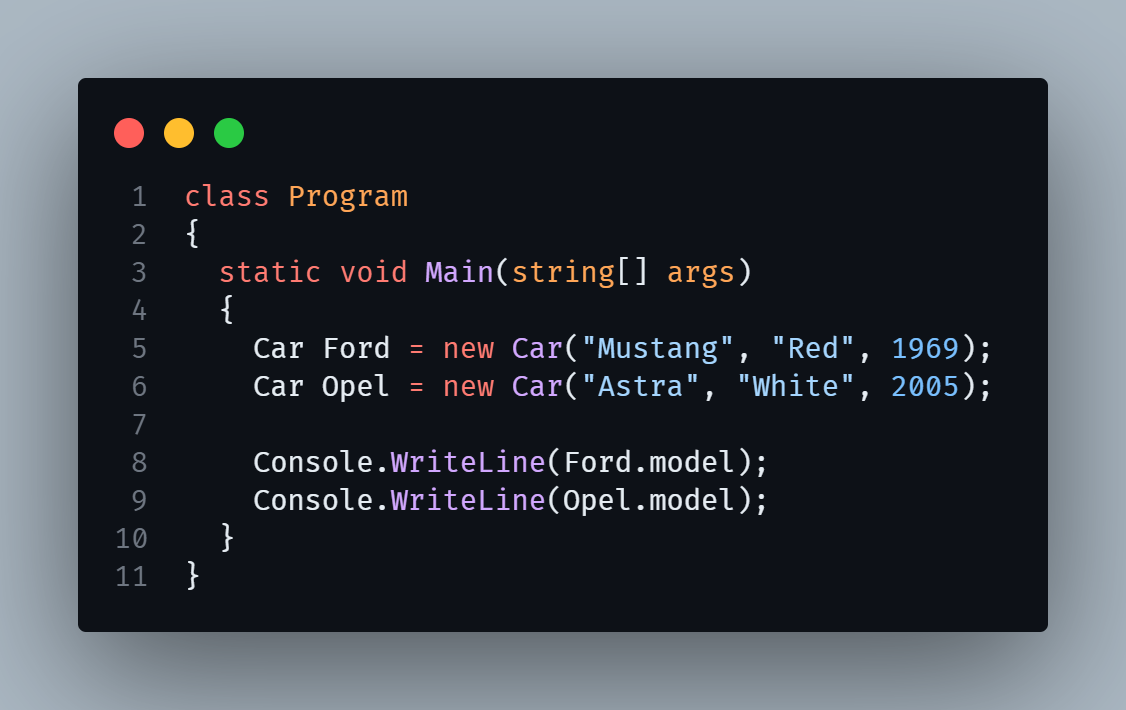 1 class Program
2 {
3   static void Main(string[] args)
4   {
5     Car Ford = new Car("Mustang", "Red", 1969);
6     Car Opel = new Car("Astra", "White", 2005);
7
8     Console.WriteLine(Ford.model);
9     Console.WriteLine(Opel.model);
10   }
11 }